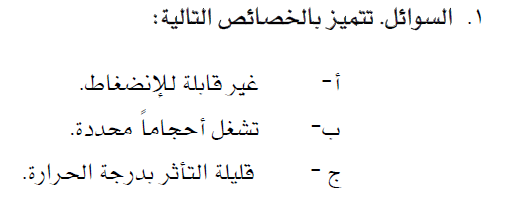 ١. السوائل. تتميز بالخصائص التالية:
أ- غير قابلة للإنضغاط.
ب- تشغل أحجاماً محددة.
ج - قليلة التأثر بدرجة الحرارة.